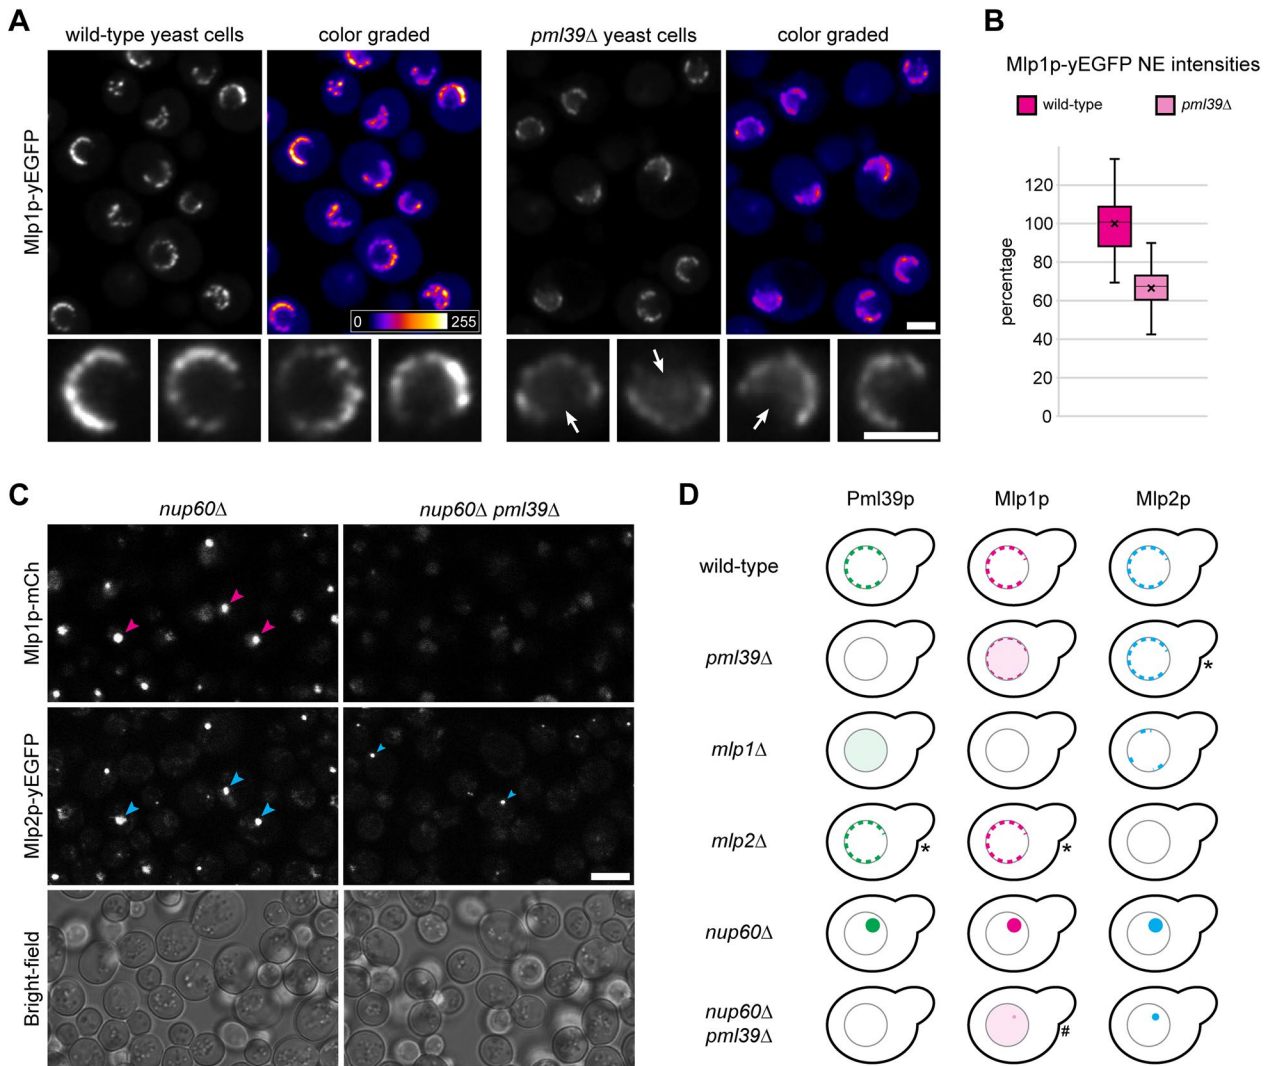 A
wild-type yeast cells
color graded
pml39Δ yeast cells
color graded
Mlp1p-yEGFP
0
255
B
Mlp1p-yEGFP NE intensities
wild-type
pml39Δ
percentage
120
100
80
60
40
20
0
C
nup60Δ
nup60Δ pml39Δ
Mlp1p-mCh
Mlp2p-yEGFP
Bright-field
D
Pml39p
Mlp1p
Mlp2p
wild-type
pml39Δ
*
mlp1Δ
mlp2Δ
*
*
nup60Δ
nup60Δ
pml39Δ
#